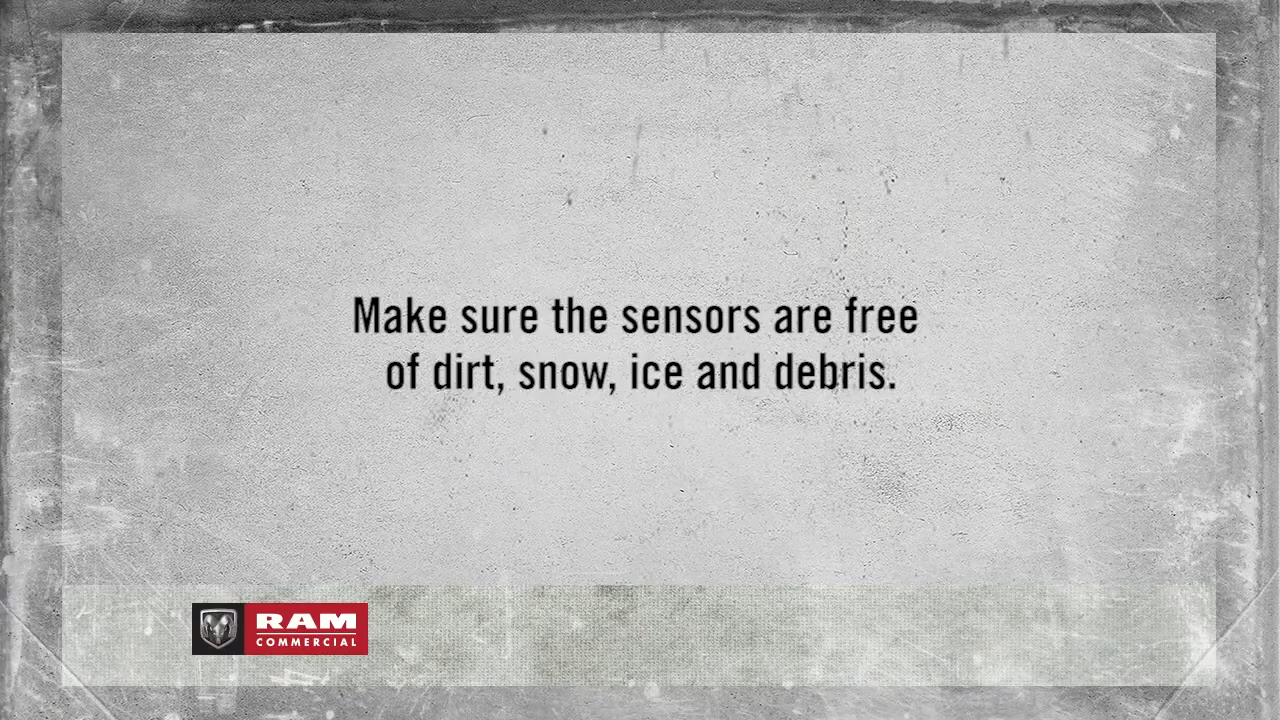 Make sure the sensors are free
of dirt, snow, ice and debris.
RAM
COMMERCIAL